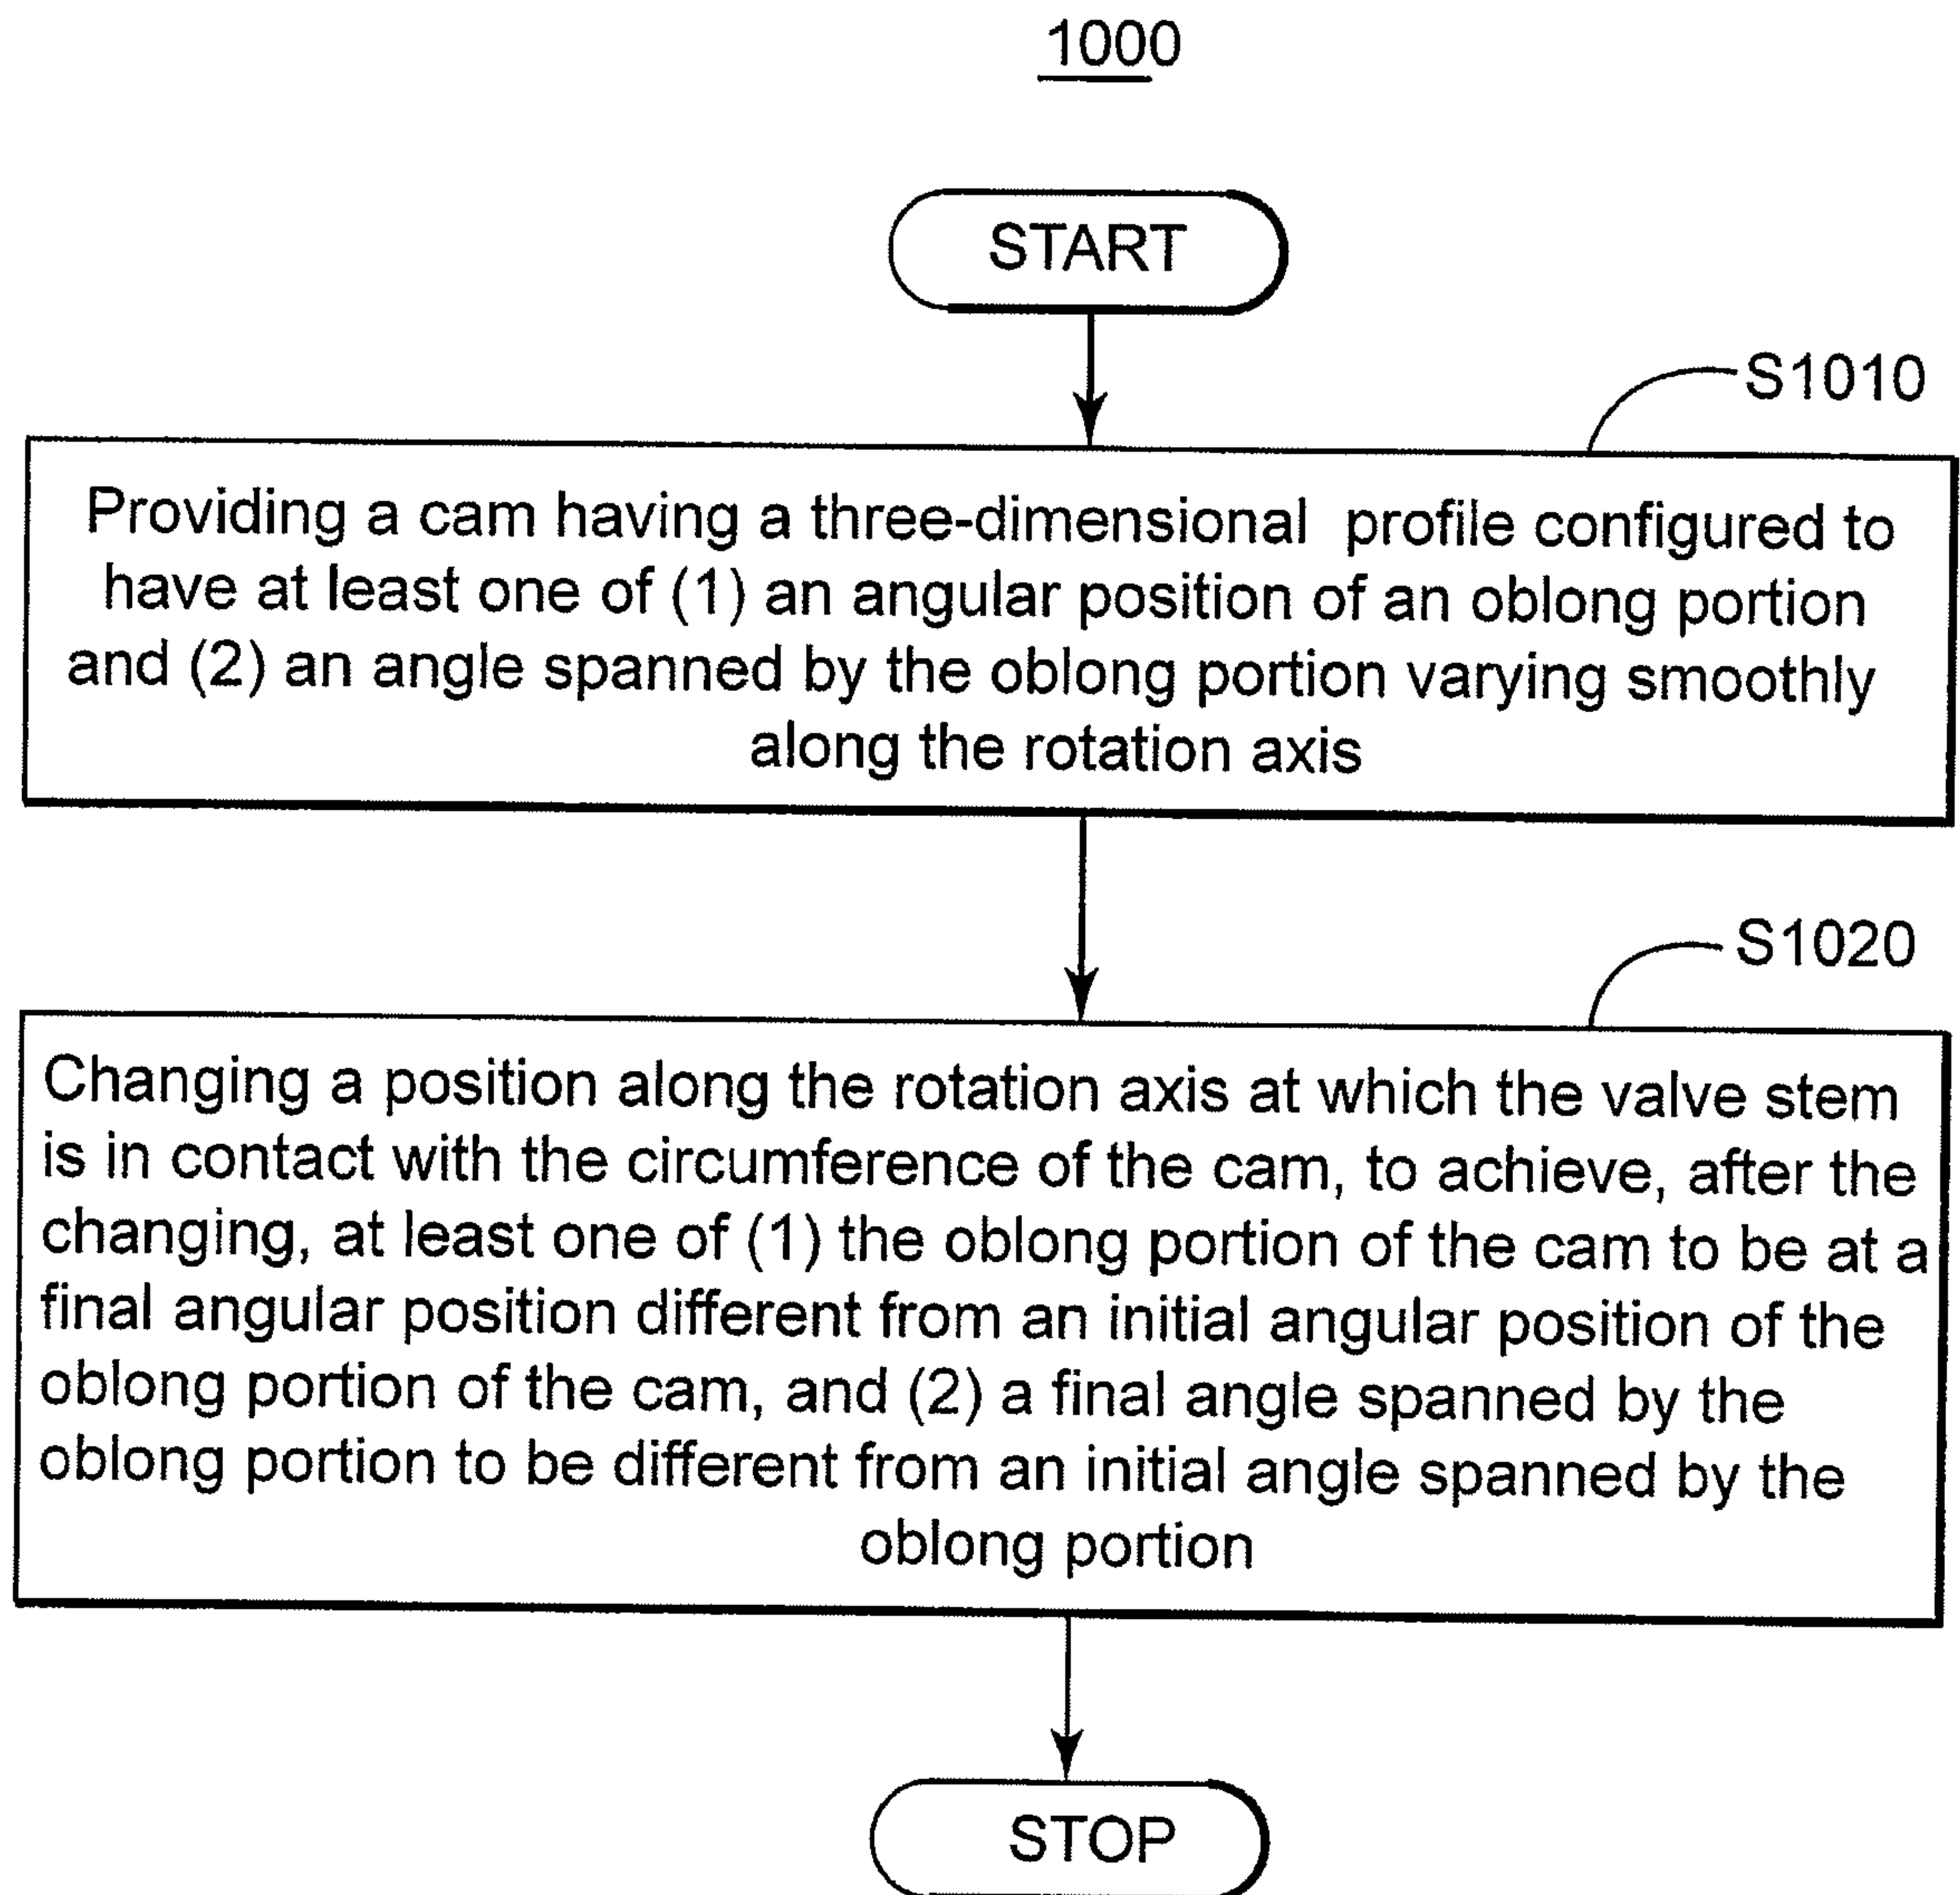 1000
START
S1010
Providing a cam having a three-dimensional profile configured to
have at least one of (1) an angular position of an oblong portion
and (2) an angle spanned by the oblong portion varying smoothly
along the rotation axis
S1020
Changing a position along the rotation axis at which the valve stem
is in contact with the circumference of the cam, to achieve, after the
changing, at least one of (1) the oblong portion of the cam to be at a
final angular position different from an initial angular position of the
oblong portion of the cam, and (2) a final angle spanned by the
oblong portion to be different from an initial angle spanned by the
oblong portion
STOP